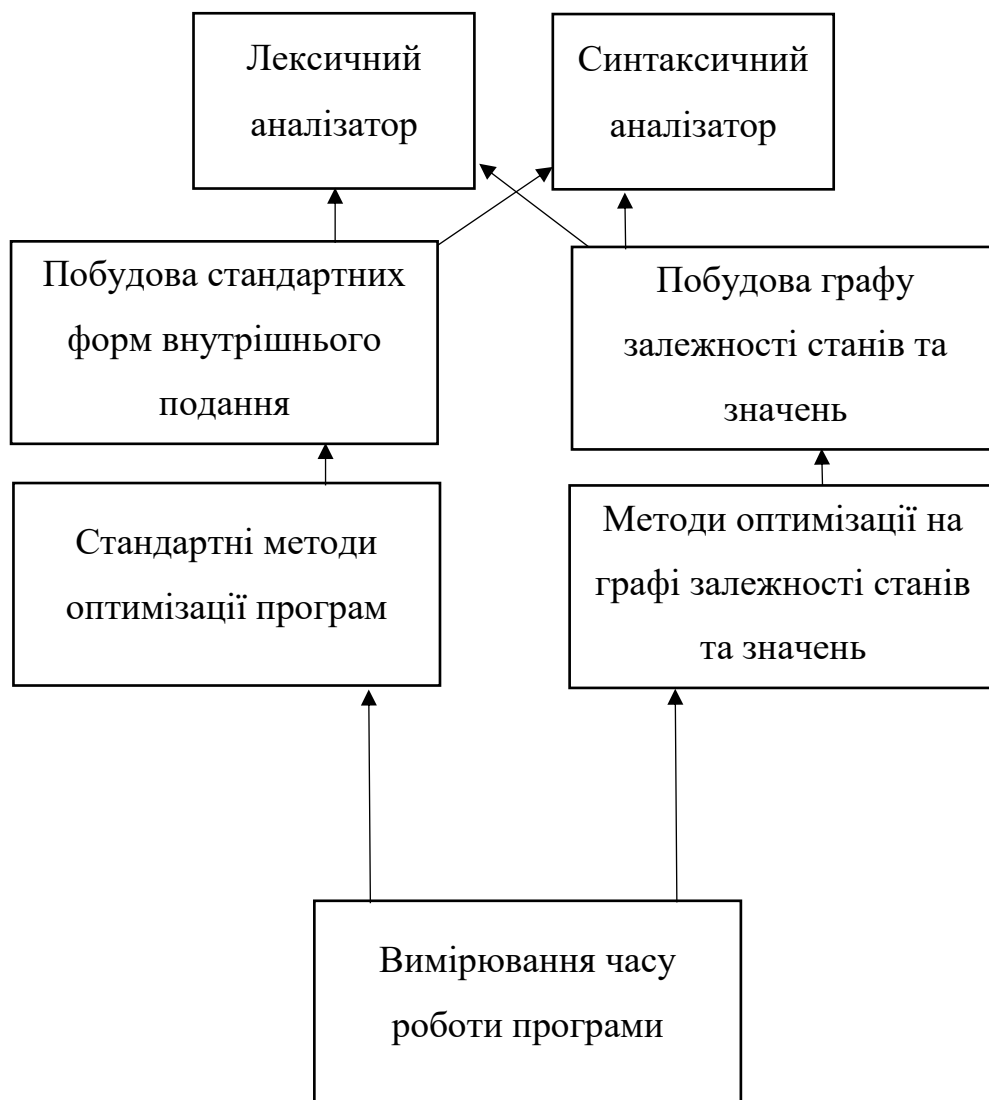 Лексичний
аналізатор
Синтаксичний
аналізатор
Побудова стандартних
форм внутрішнього
подання
Побудова графу
залежності станів та
значень
Стандартні методи
оптимізації програм
Методи оптимізації на
графі залежності станів
та значень
Вимірювання часу
роботи програми